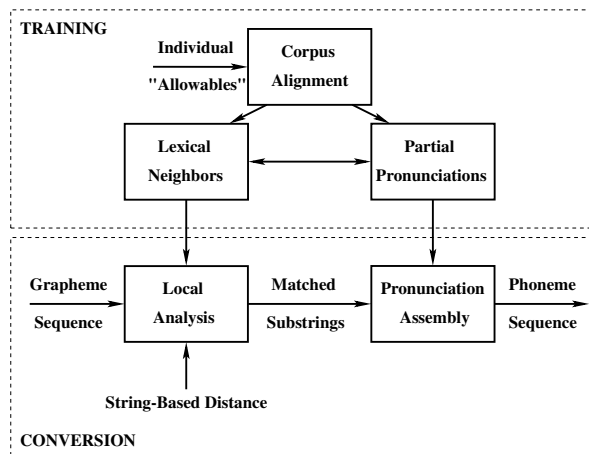 TRAINING
Individual
"Allowables"
Corpus
Alignment
Lexical
Neighbors
Partial
Pronunciations
Grapheme
Sequence
Local
Analysis
Matched
Substrings
Pronunciation
Assembly
Phoneme
Sequence
String-Based Distance
CONVERSION